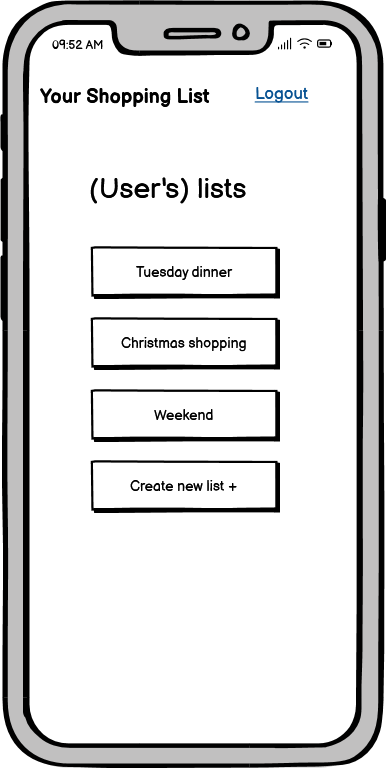 09:52 AM
Your Shopping List
Logout
(User's) lists
Tuesday dinner
Christmas shopping
Weekend
Create new list +